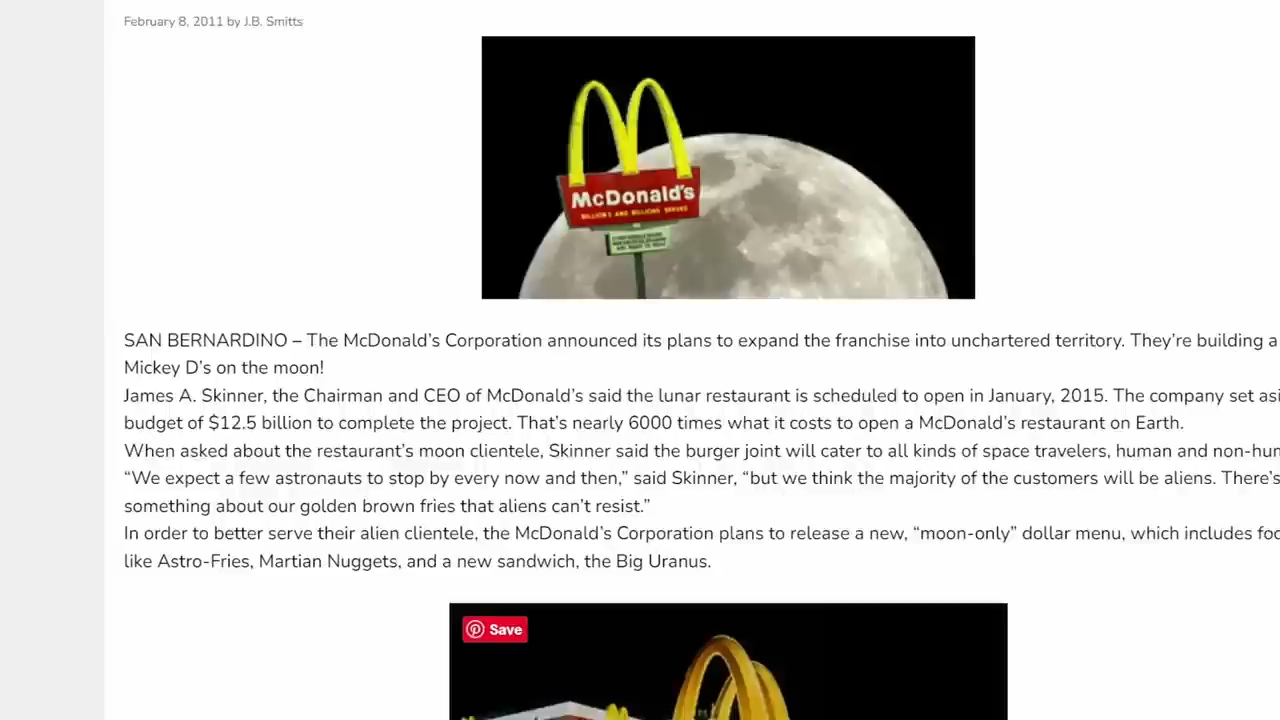 February 8, 2011 by J.B. Smitts
McDonald's
BILLIONS AND BILLIONS SERVED
SAN BERNARDINO – The McDonald's Corporation announced its plans to expand the franchise into unchartered territory. They're building a
Mickey D's on the moon!
James A. Skinner, the Chairman and CEO of McDonald's said the lunar restaurant is scheduled to open in January, 2015. The company set asi
budget of $12.5 billion to complete the project. That's nearly 6000 times what it costs to open a McDonald's restaurant on Earth.
When asked about the restaurant's moon clientele, Skinner said the burger joint will cater to all kinds of space travelers, human and non-hun
“We expect a few astronauts to stop by every now and then,” said Skinner, “but we think the majority of the customers will be aliens. There's
something about our golden brown fries that aliens can't resist.”
In order to better serve their alien clientele, the McDonald's Corporation plans to release a new, “moon-only” dollar menu, which includes foo
like Astro-Fries, Martian Nuggets, and a new sandwich, the Big Uranus.
Save